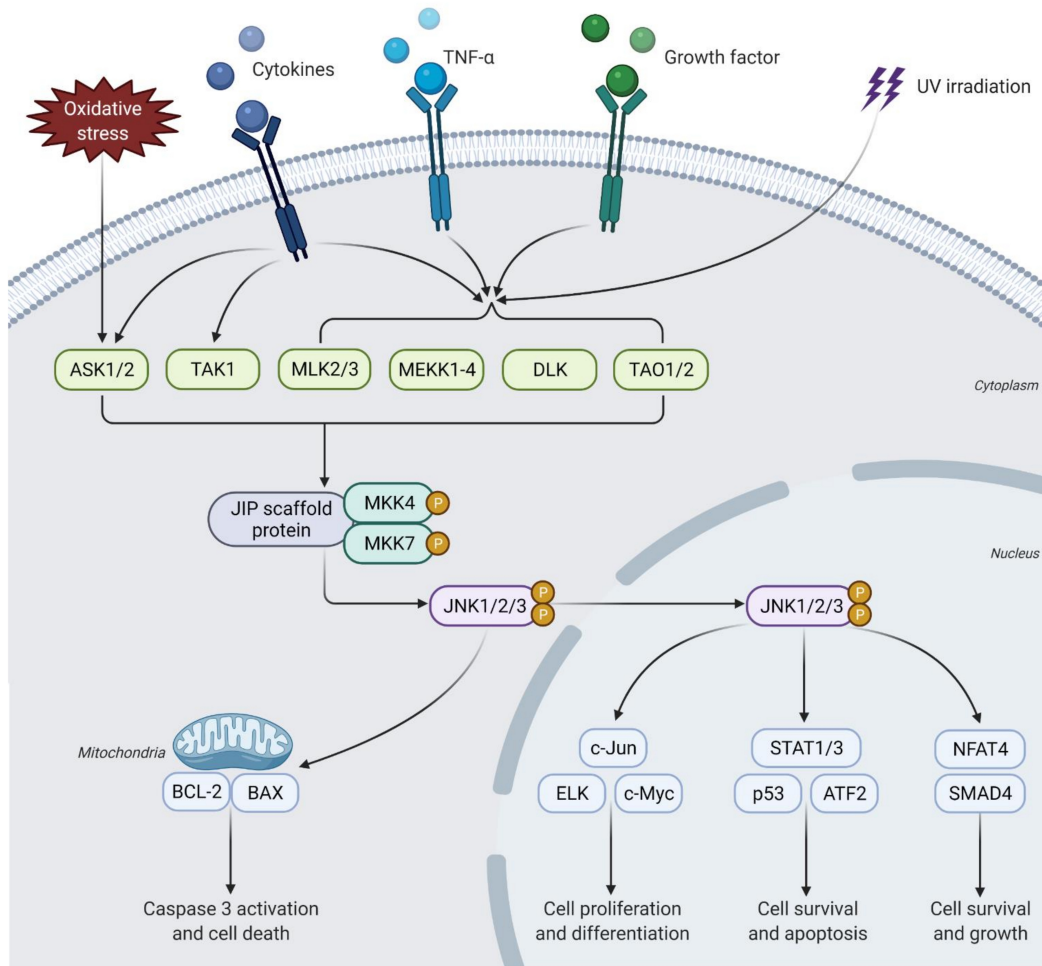 Cytokines
TNF-α
Growth factor
UV irradiation
Oxidative
stress
ASK1/2
TAK1
MLK2/3
MEKK1-4
DLK
TAO1/2
Cytoplasm
JIP scaffold
protein
MKK4
P
MKK7
P
Nucleus
JNK1/2/3
P
P
JNK1/2/3
P
P
Mitochondria
BCL-2
BAX
c-Jun
ELK
c-Myc
STAT1/3
p53
ATF2
NFAT4
SMAD4
Caspase 3 activation
and cell death
Cell proliferation
and differentiation
Cell survival
and apoptosis
Cell survival
and growth